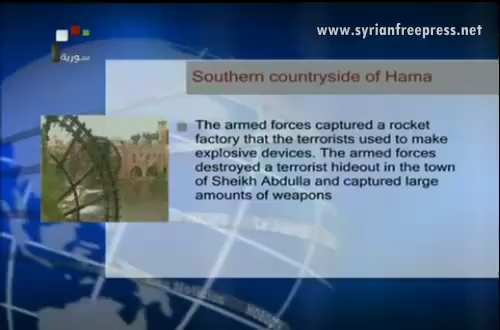 www.syrianfreepress.net
سورية
Southern countryside of Hama
The armed forces captured a rocket
factory that the terrorists used to make
explosive devices. The armed forces
destroyed a terrorist hideout in the town
of Sheikh Abdulla and captured large
amounts of weapons